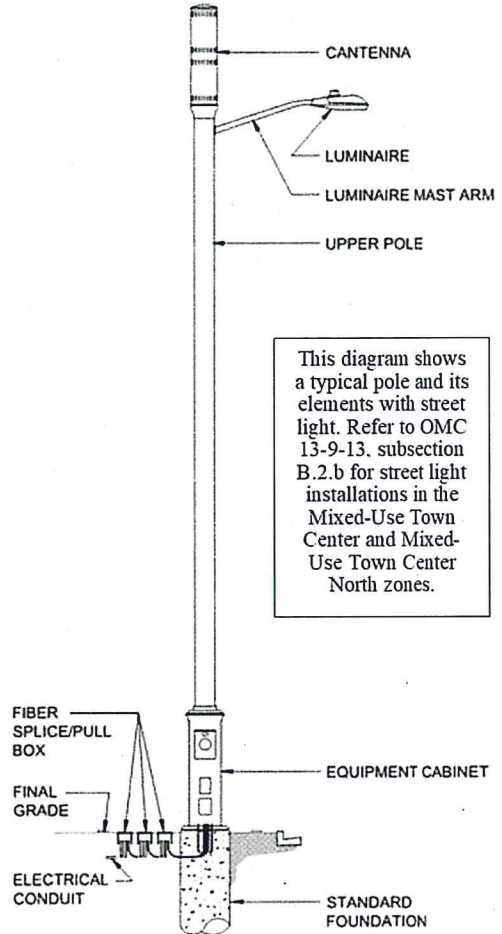 CANTENNA
LUMINAIRE
LUMINAIRE MAST ARM
UPPER POLE
This diagram shows
a typical pole and its
elements with street
light. Refer to OMC
13-9-13, subsection
B.2.b for street light
installations in the
Mixed-Use Town
Center and Mixed-
Use Town Center
North zones.
FIBER
SPLICE/PULL
BOX
EQUIPMENT CABINET
FINAL
GRADE
ELECTRICAL
CONDUIT
STANDARD
FOUNDATION